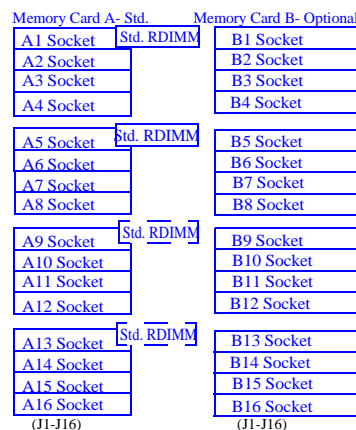 Memory Card A- Std. Memory Card B- Optional
A1 Socket Std. RDIMM B1 Socket
A2 Socket B2 Socket
A3 Socket B3 Socket
A4 Socket B4 Socket
A5 Socket Std. RDIMM B5 Socket
A6 Socket B6 Socket
A7 Socket B7 Socket
A8 Socket B8 Socket
A9 Socket Std. RDIMM B9 Socket
A10 Socket B10 Socket
A11 Socket B11 Socket
A12 Socket B12 Socket
A13 Socket Std. RDIMM B13 Socket
A14 Socket B14 Socket
A15 Socket B15 Socket
A16 Socket B16 Socket
(J1-J16) (J1-J16)